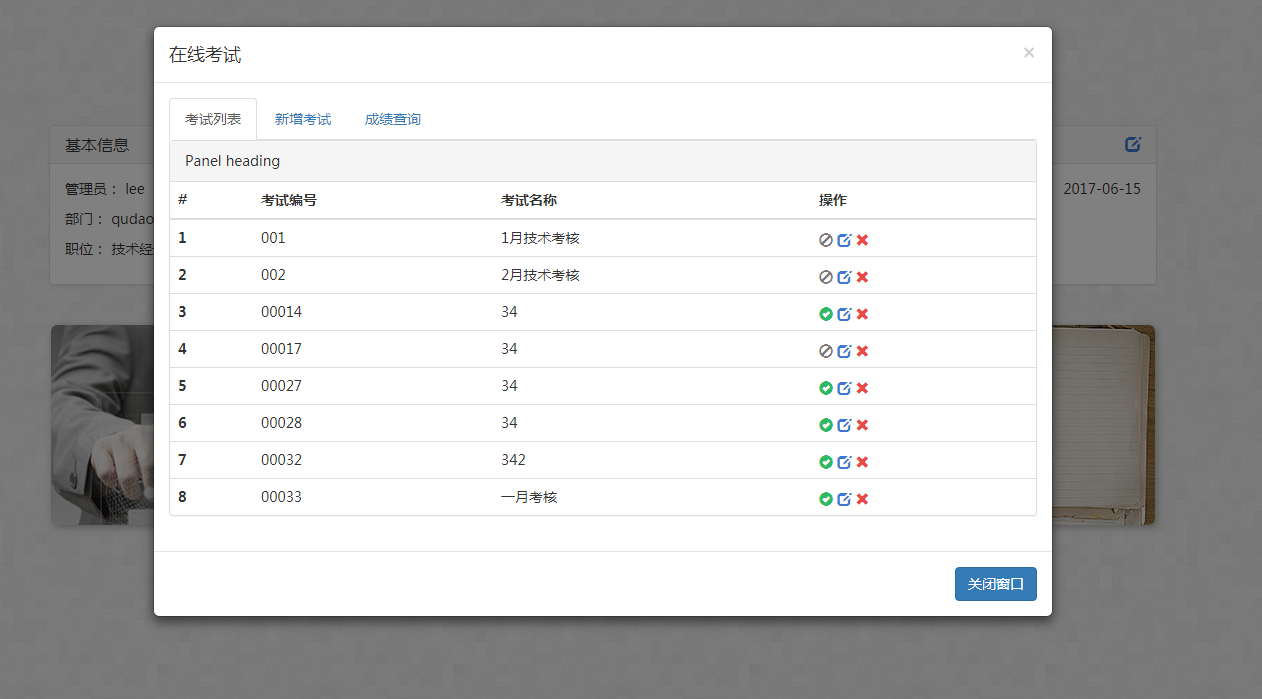 在线考试 ×
考试列表 新增考试 成绩查询
基本信息
Panel heading
管理员： lee 2017-06-15
# 考试编号 考试名称 操作
部门： qudao
1 001 1月技术考核
职位： 技术经
2 002 2月技术考核
3 00014 34
4 00017 34
5 00027 34
6 00028 34
7 00032 342
8 00033 一月考核
关闭窗口